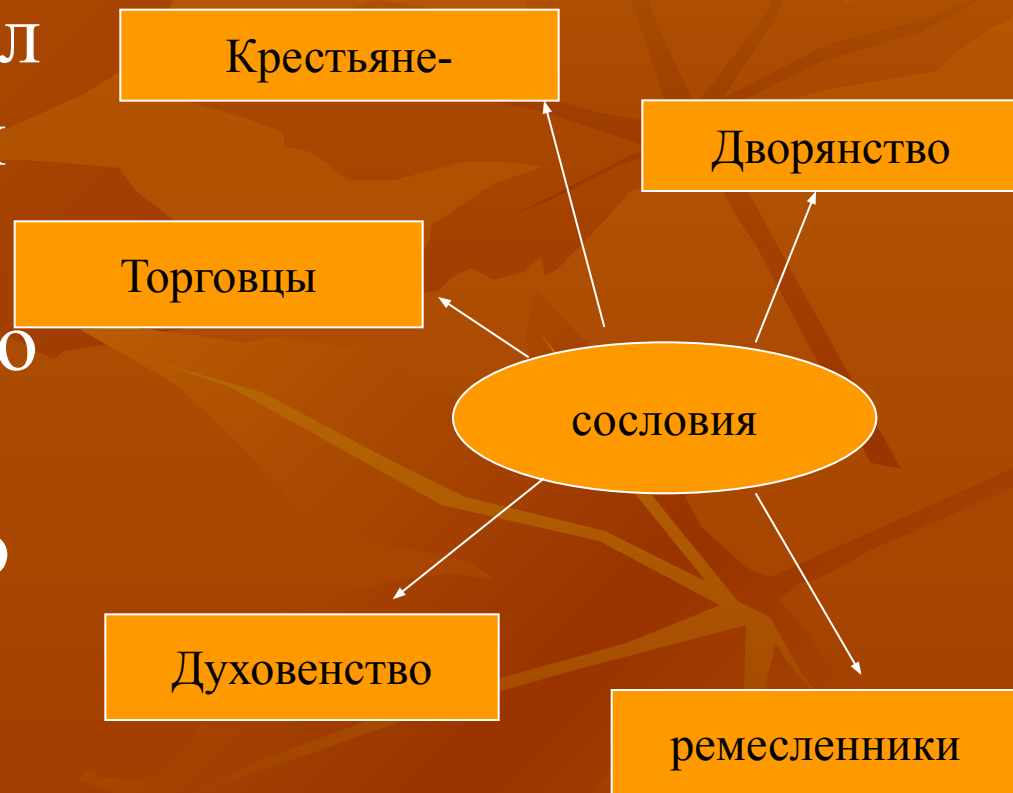 Крестьяне-
Дворянство
Торговцы
сословия
Духовенство
ремесленники